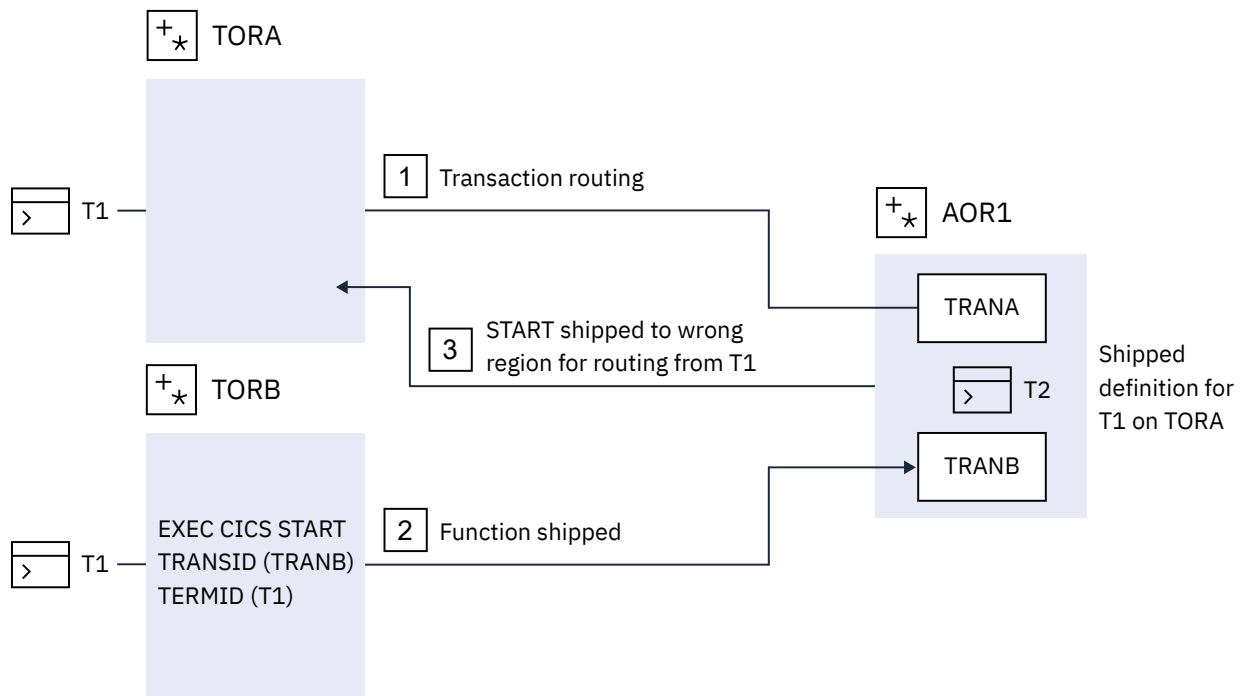 TORA
1 Transaction routing
T1
AOR1
TRANA
3 START shipped to wrong
region for routing from T1
Shipped
definition for
T1 on TORA
T2
TORB
TRANB
EXEC CICS START
TRANSID (TRANB)
TERMID (T1)
2 Function shipped
T1